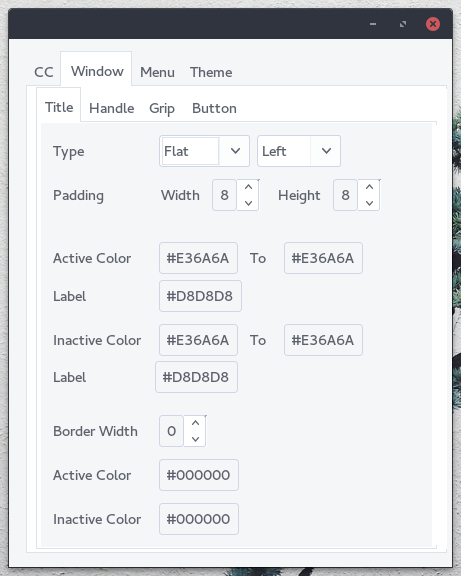 CC Window Menu Theme
Title Handle Grip Button
Type Flat Left
Padding Width 8 Height 8
Active Color #E36A6A To #E36A6A
Label #D8D8D8
Inactive Color #E36A6A To #E36A6A
Label #D8D8D8
Border Width 0
Active Color #000000
Inactive Color #000000